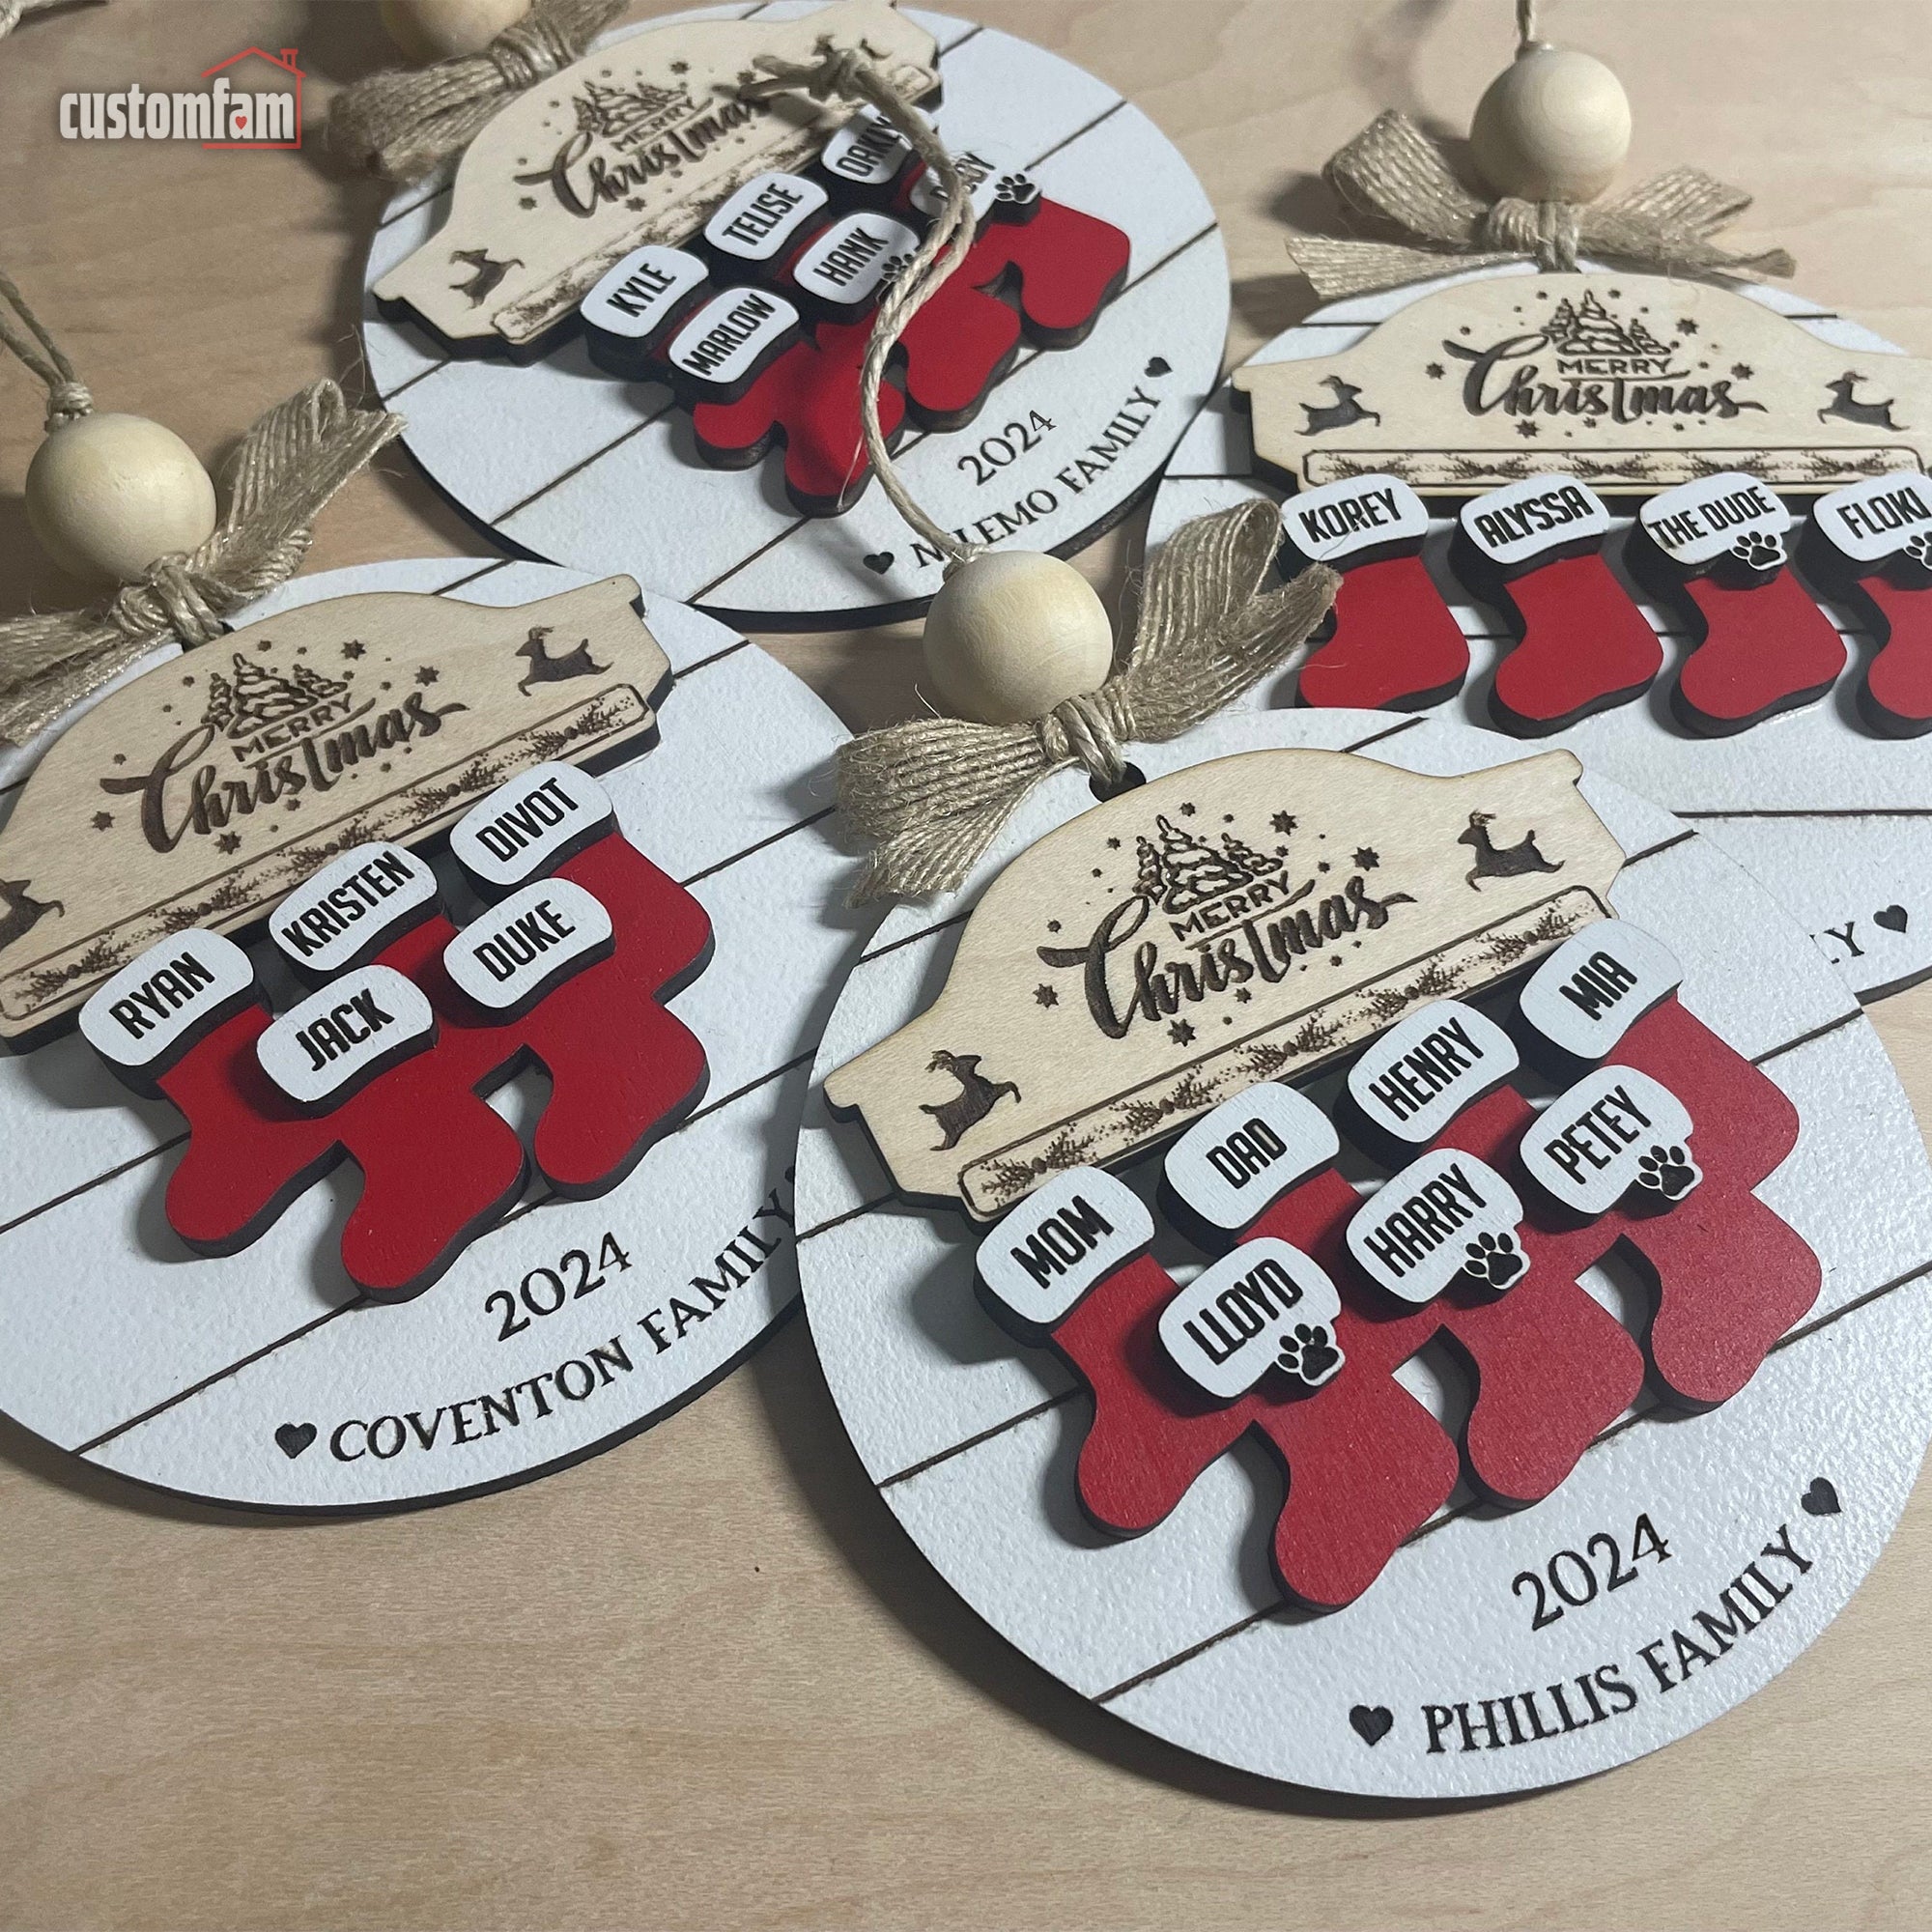 customfam
MERRY
Christmas
KYLE
TELISE
MARLOW
HANK
2024
FAMILY
MERRY
Christmas
KOREY
ALYSSA
THE DUDE
FLOKI
MERRY
Christmas
RYAN
KRISTEN
DIVOT
JACK
DUKE
2024
COVENTON FAMILY
MERRY
Christmas
MOM
DAD
HENRY
MIA
LLOYD
HARRY
PETEY
2024
PHILLIS FAMILY